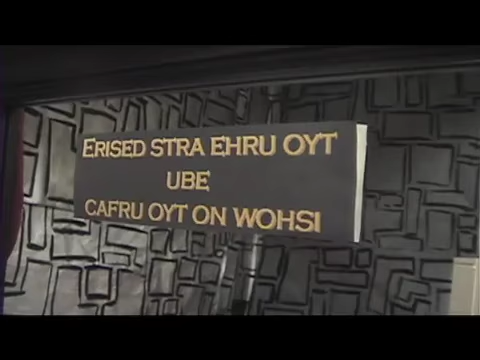 ERISED STRA EHRU OYT
UBE
CAFRU OYT ON WOHSI